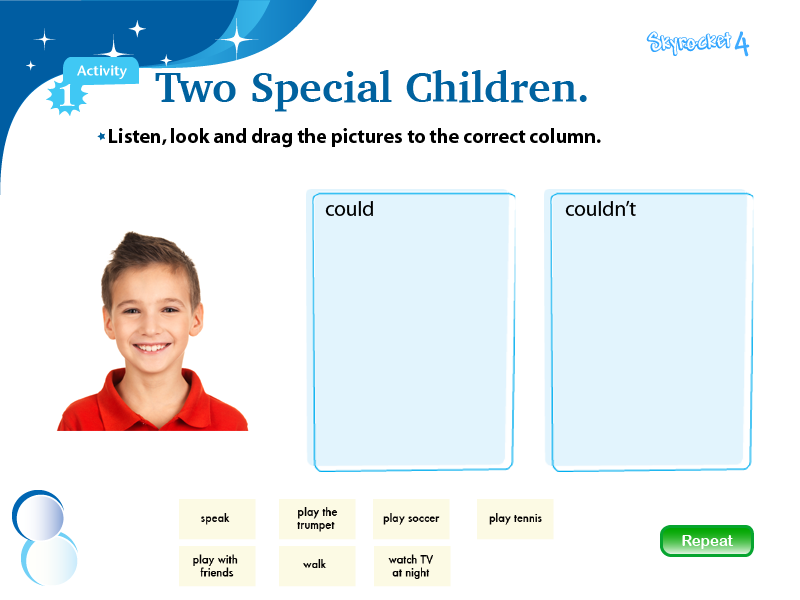 Skyrocket 4
Activity
1
Two Special Children.
Listen, look and drag the pictures to the correct column.
could
couldn't
speak
play the
trumpet
play soccer
play tennis
play with
friends
walk
watch TV
at night
Repeat